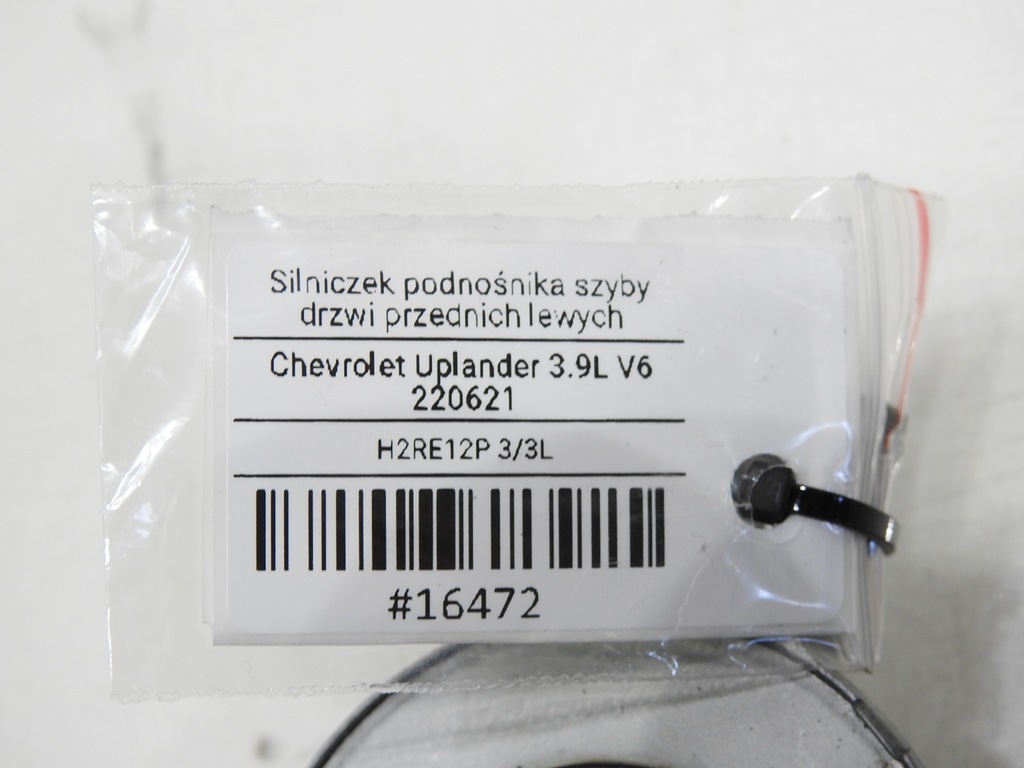 Silniczek podnośnika szyby
drzwi przednich lewych
Chevrolet Uplander 3.9L V6
220621
H2RE12P 3/3L
#16472